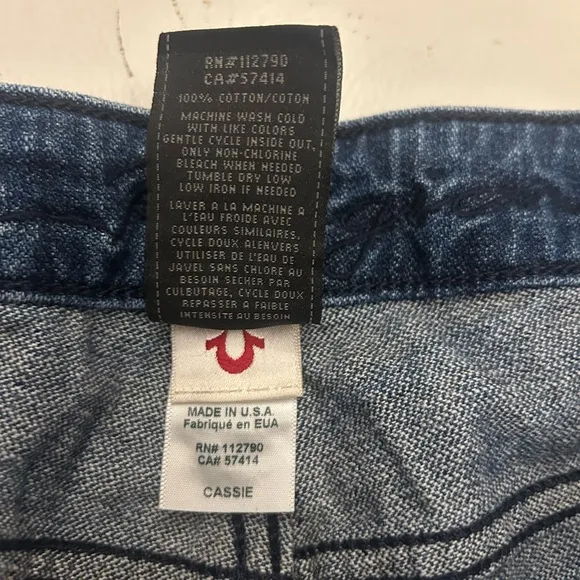 RN#112790
CA#57414
100% COTTON/COTON
MACHINE WASH COLD
WITH LIKE COLORS
GENTLE CYCLE INSIDE OUT,
ONLY NON-CHLORINE
BLEACH WHEN NEEDED
TUMBLE DRY LOW
LOW IRON IF NEEDED
LAVER A LA MACHINE A
L'EAU FROIDE AVEC
COULEURS SIMILAIRES,
CYCLE DOUX ALENVERS
UTILISER DE L'EAU DE
JAVEL SANS CHLORE AU
BESOIN SECHER PAR
CULBUTAGE, CYCLE DOUX
REPASSER A FAIBLE
INTENSITE AU BESOIN
MADE IN U.S.A.
Fabriqué en EUA
RN# 112790
CA# 57414
CASSIE